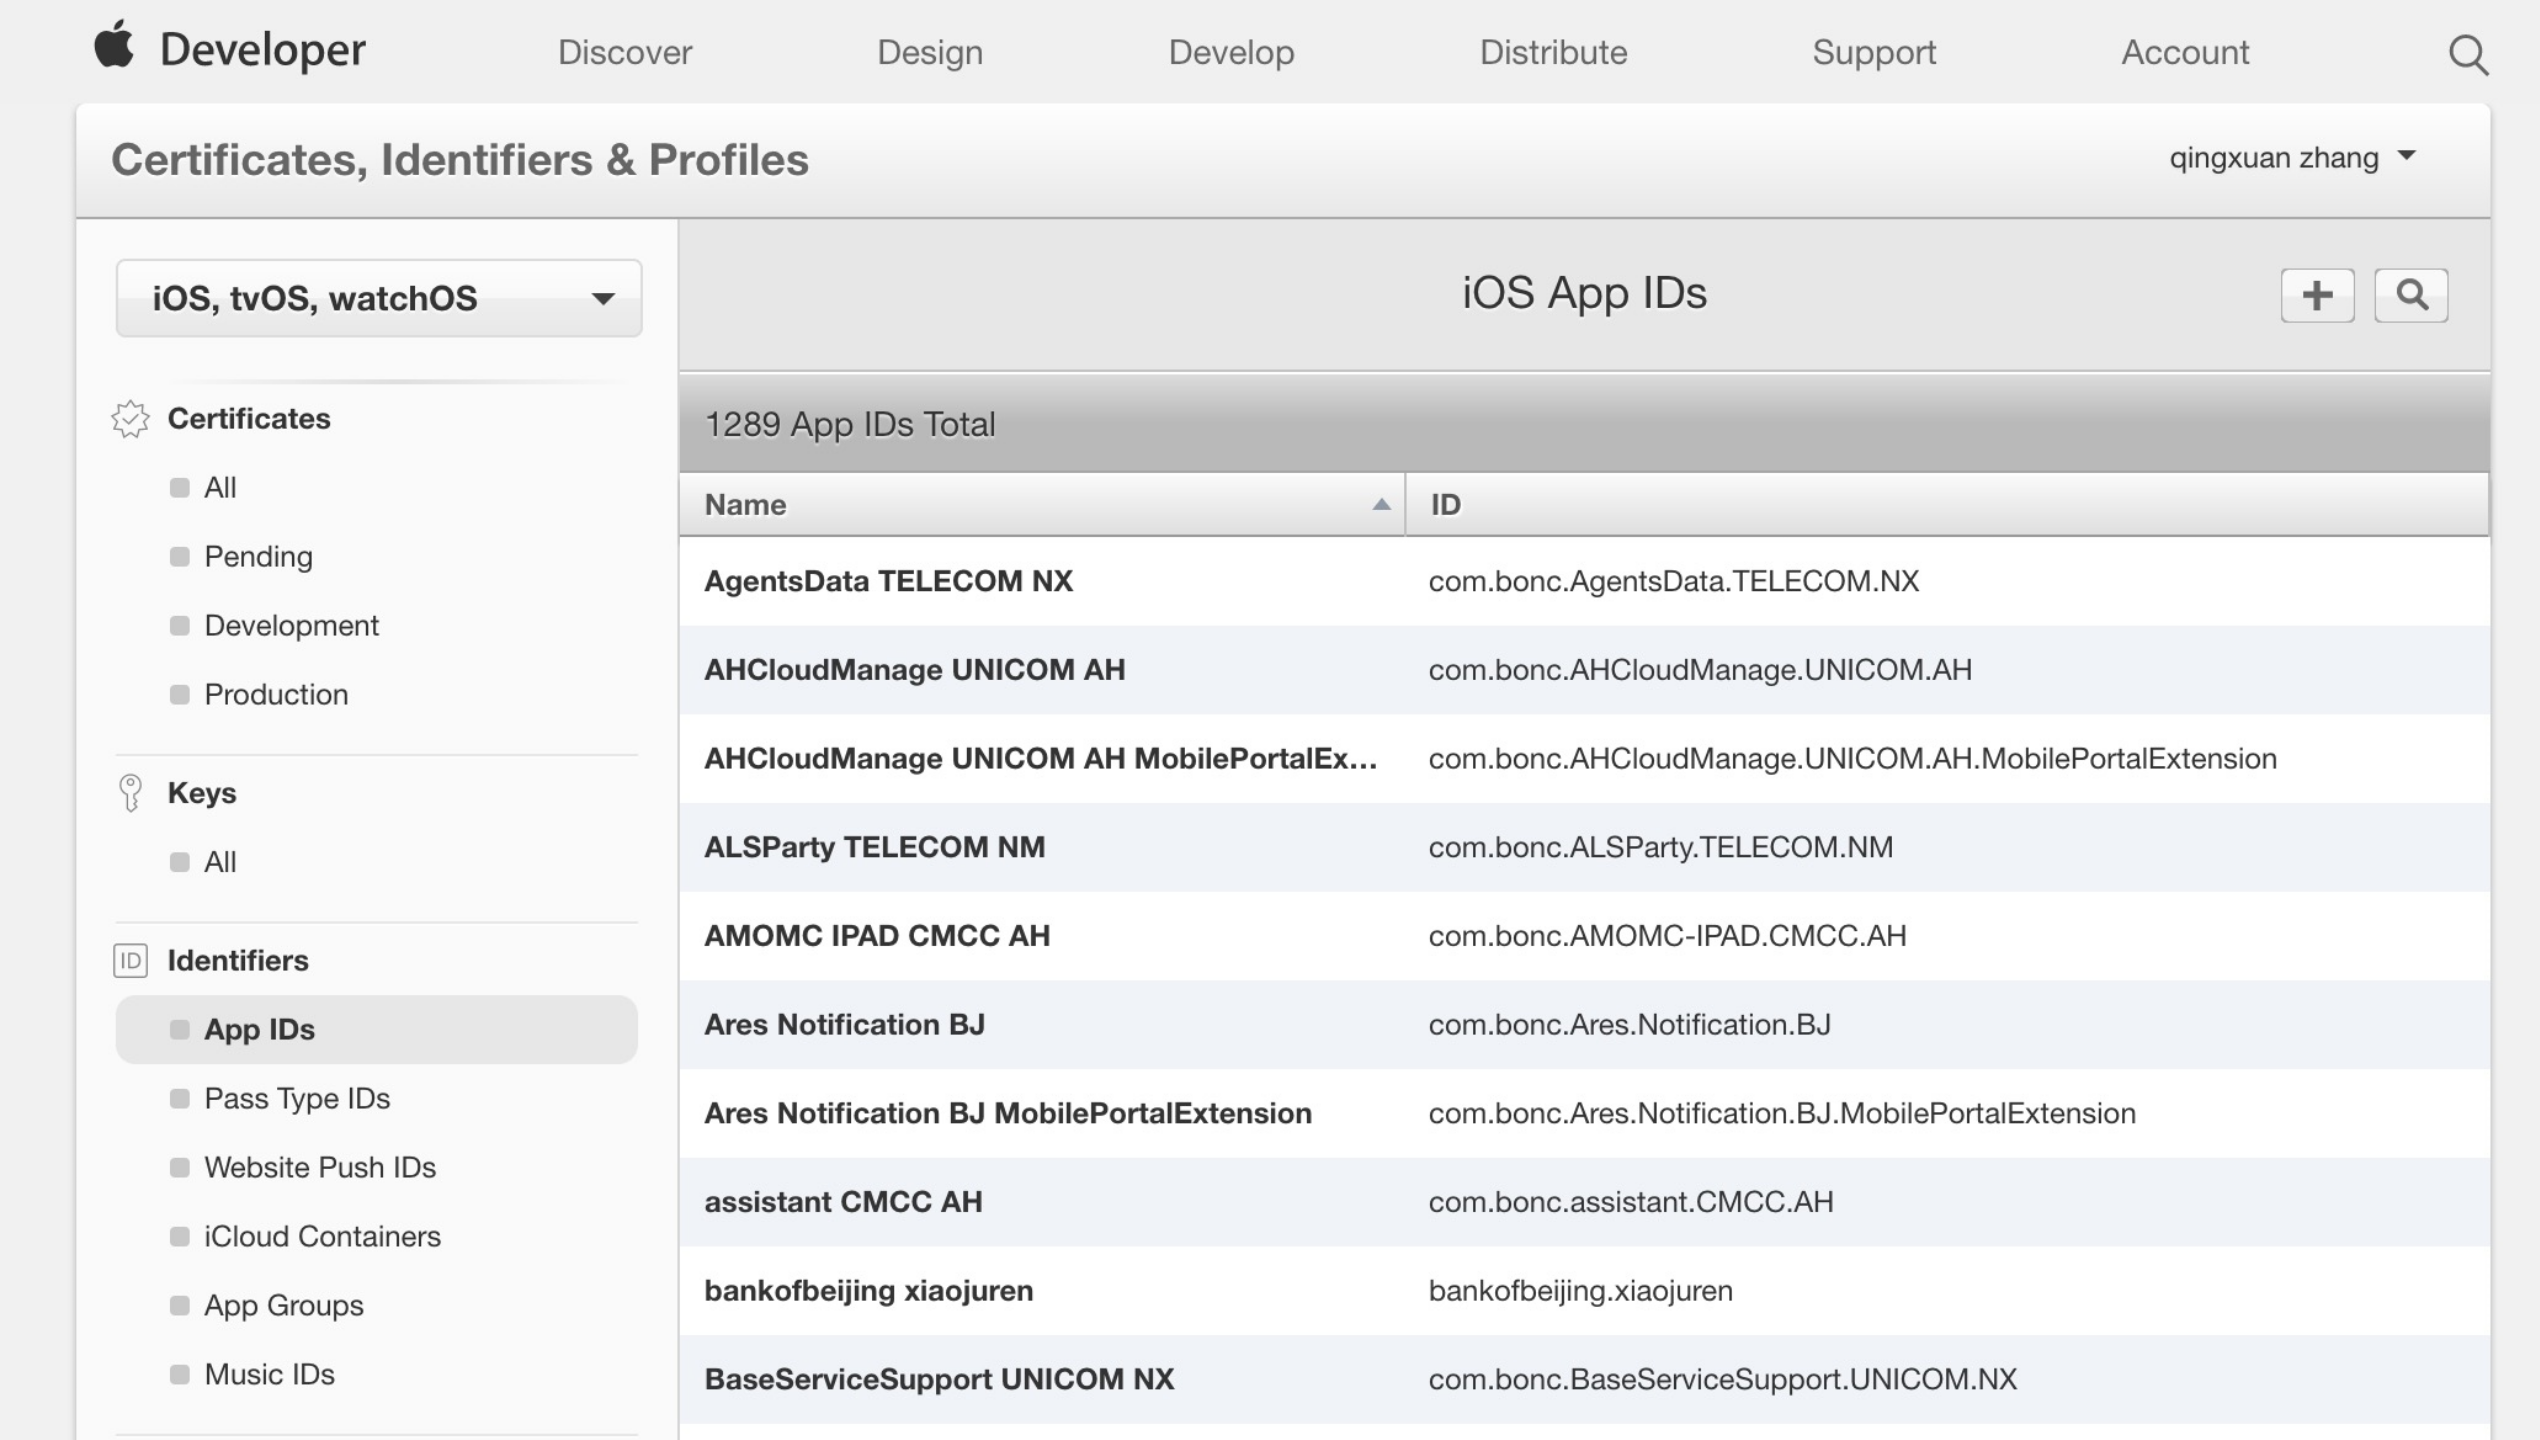 Developer
Discover
Design
Develop
Distribute
Support
Account
Certificates, Identifiers & Profiles
qingxuan zhang
iOS, tvOS, watchOS
Certificates
All
Pending
Development
Production
Keys
All
ID Identifiers
App IDs
Pass Type IDs
Website Push IDs
iCloud Containers
App Groups
Music IDs
iOS App IDs
1289 App IDs Total
Name ID
AgentsData TELECOM NX com.bonc.AgentsData.TELECOM.NX
AHCloudManage UNICOM AH com.bonc.AHCloudManage.UNICOM.AH
AHCloudManage UNICOM AH MobilePortalEx... com.bonc.AHCloudManage.UNICOM.AH.MobilePortalExtension
ALSParty TELECOM NM com.bonc.ALSParty.TELECOM.NM
AMOMC IPAD CMCC AH com.bonc.AMOMC-IPAD.CMCC.AH
Ares Notification BJ com.bonc.Ares.Notification.BJ
Ares Notification BJ MobilePortalExtension com.bonc.Ares.Notification.BJ.MobilePortalExtension
assistant CMCC AH com.bonc.assistant.CMCC.AH
bankofbeijing xiaojuren bankofbeijing.xiaojuren
BaseServiceSupport UNICOM NX com.bonc.BaseServiceSupport.UNICOM.NX